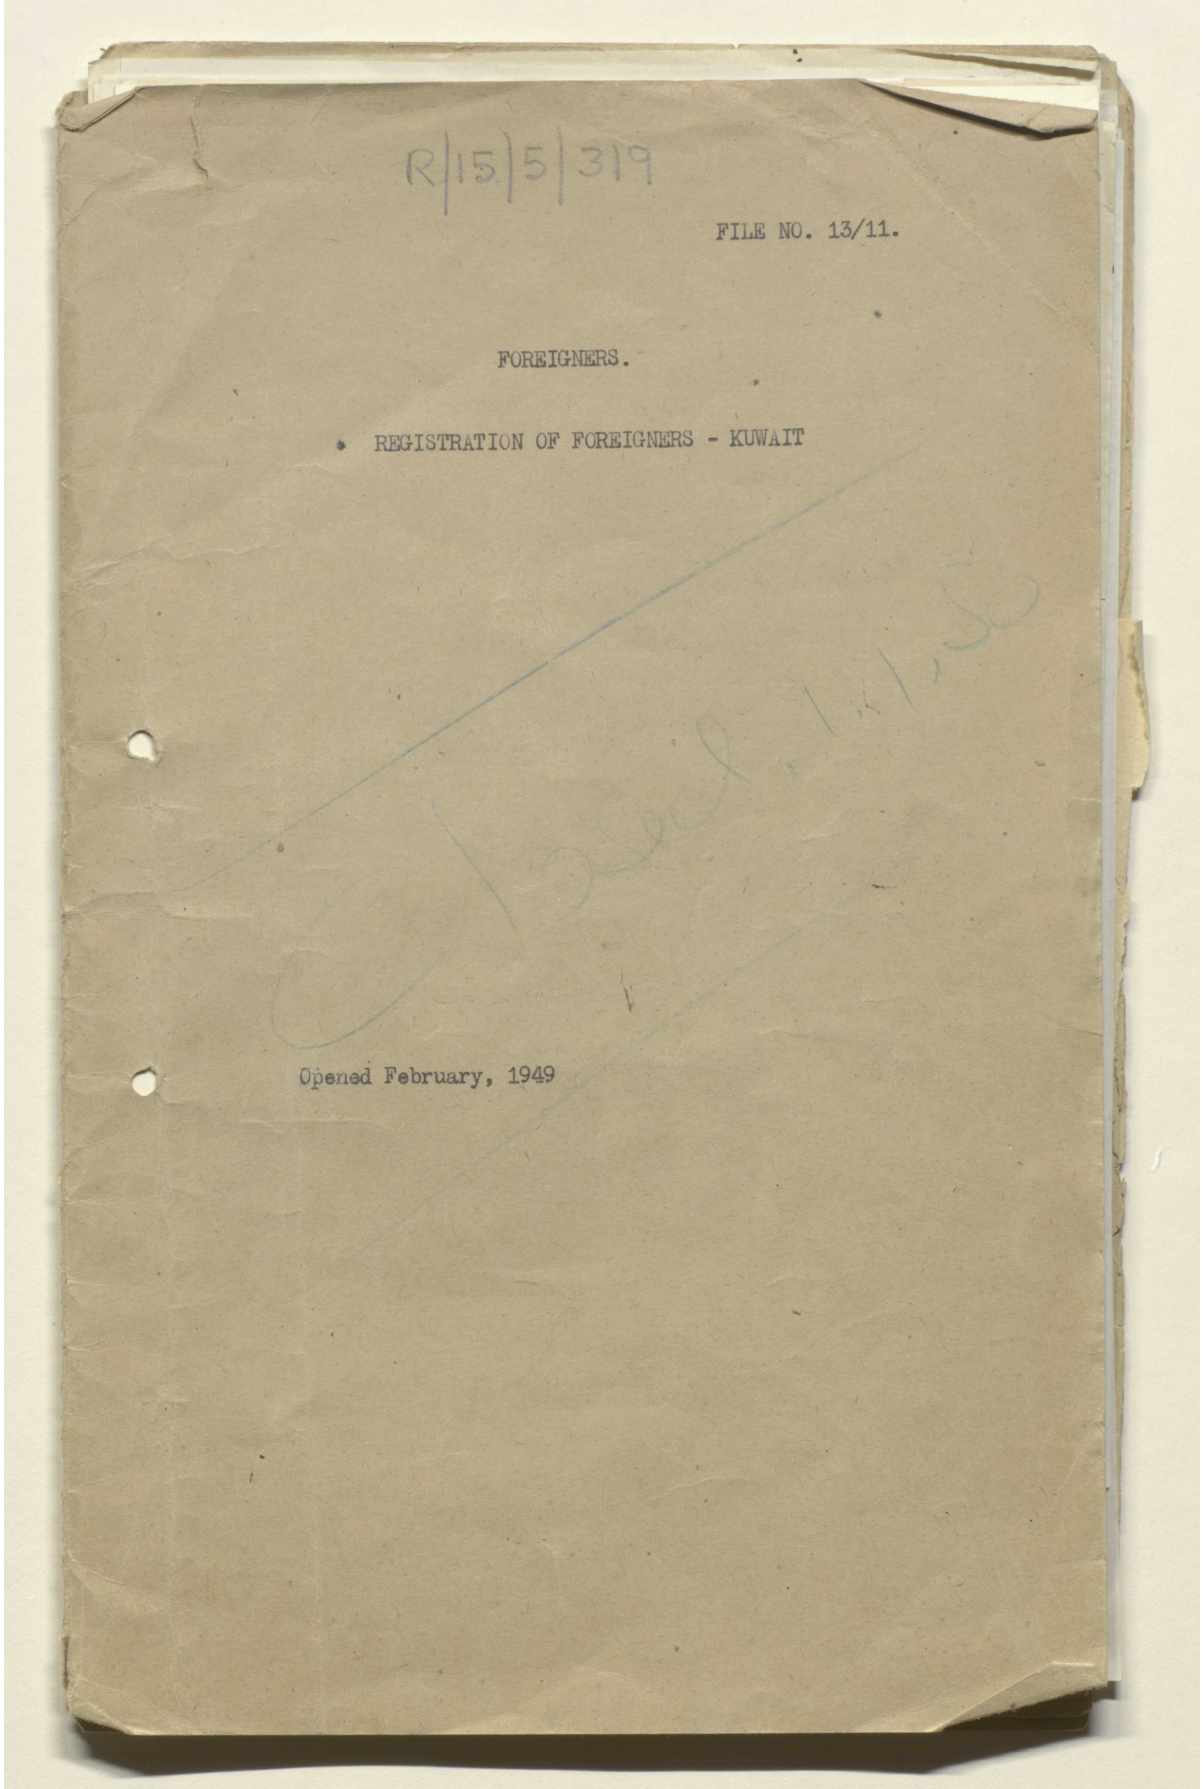 R/15/5/319
FILE NO. 13/11.
FOREIGNERS.
REGISTRATION OF FOREIGNERS - KUWAIT
Opened February, 1949